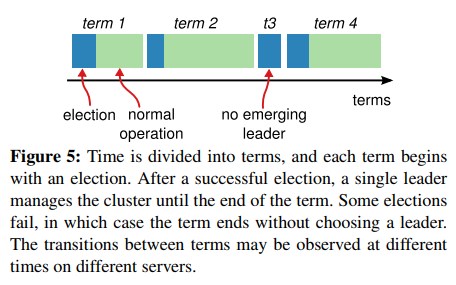 term 1 term 2 t3 term 4
terms
election normal operation no emerging leader
Figure 5: Time is divided into terms, and each term begins
with an election. After a successful election, a single leader
manages the cluster until the end of the term. Some elections
fail, in which case the term ends without choosing a leader.
The transitions between terms may be observed at different
times on different servers.